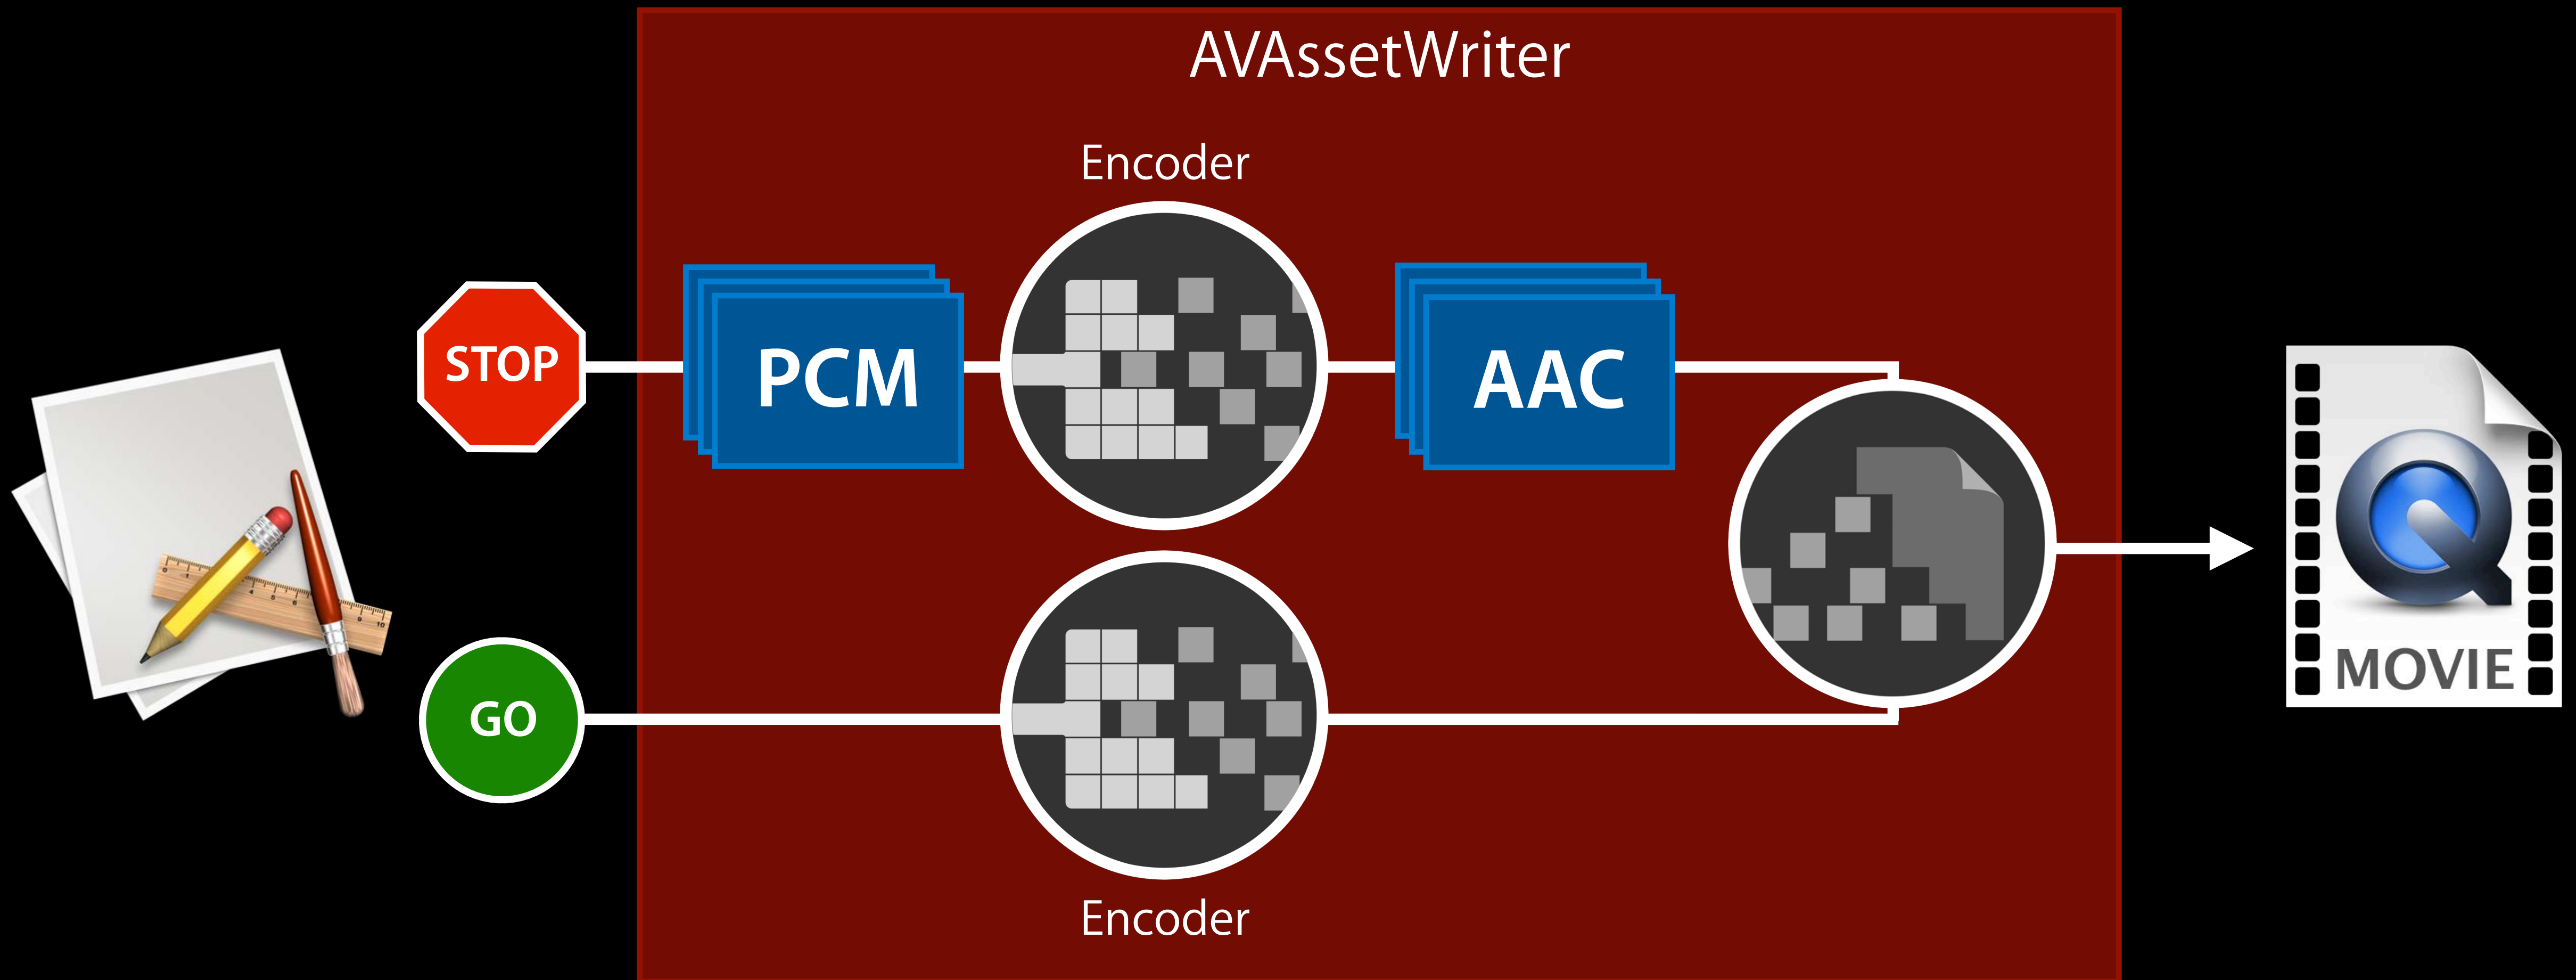 AVAssetWriter
Encoder
STOP
PCM
AAC
GO
MOVIE
Encoder